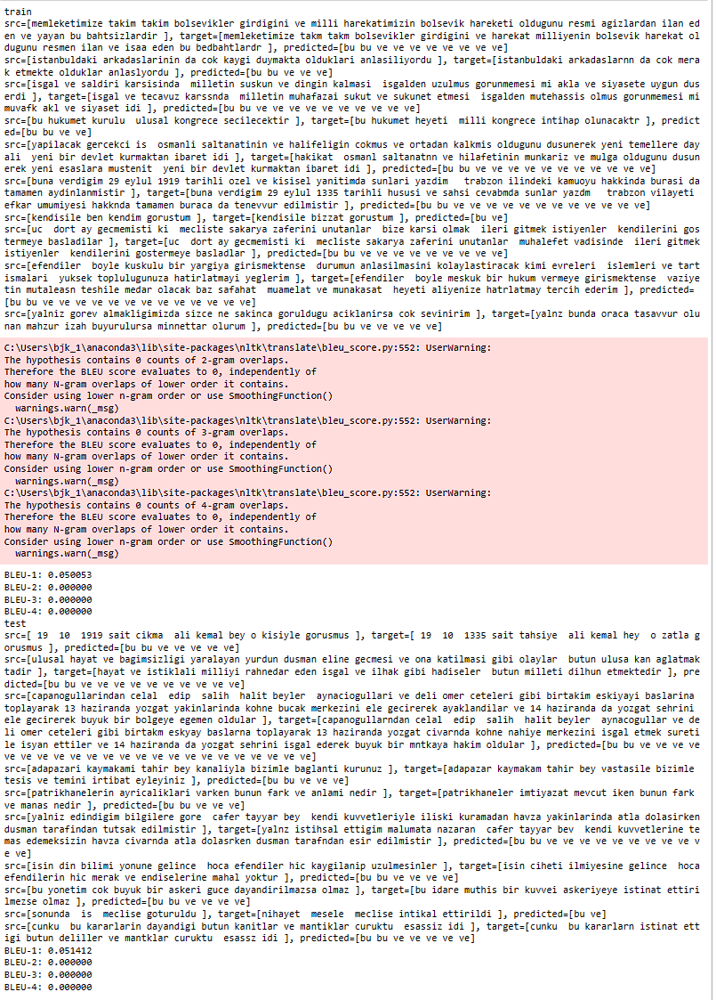 train
src=[memleketimize takim takim bolsevikler girdigini ve milli harekatimizin bolsevik hareketi oldugunu resmi agizlardan ilan ed
en ve yayan bu bahtsizlardir ], target=[memleketimize takm takm bolsevikler girdigini ve harekat milliyenin bolsevik harekat ol
dugunu resmen ilan ve isaa eden bu bedbahtlardr ], predicted=[bu bu ve ve ve ve ve ve ve]
src=[istanbuldaki arkadaslarinin da cok kaygi duymakta olduklari anlasiliyordu ], target=[istanbuldaki arkadaslarnn da cok mera
k etmekte olduklar anlaslyordu ], predicted=[bu bu ve ve ve]
src=[isgal ve saldiri karsisinda  milletin suskun ve dingin kalmasi  isgalden uzulmus gorunmemesi mi akla ve siyasete uygun dus
erdi ], target=[isgal ve tecavuz karssnda  milletin muhafazai sukut ve sukunet etmesi  isgalden mutehassis olmus gorunmemesi mi
muvafk akl ve siyaset idi ], predicted=[bu bu ve ve ve ve ve ve ve ve ve ve]
src=[bu hukumet kurulu  ulusal kongrece secilecektir ], target=[bu hukumet heyeti  milli kongrece intihap olunacaktr ], predict
ed=[bu bu ve ve]
src=[yapilacak gercekci is  osmanli saltanatinin ve halifeligin cokmus ve ortadan kalkmis oldugunu dusunerek yeni temellere day
ali  yeni bir devlet kurmaktan ibaret idi ], target=[hakikat  osmanl saltanatnn ve hilafetinin munkariz ve mulga oldugunu dusun
erek yeni esaslara mustenit  yeni bir devlet kurmaktan ibaret idi ], predicted=[bu bu ve ve ve ve ve ve ve ve ve ve]
src=[buna verdigim 29 eylul 1919 tarihli ozel ve kisisel yanitimda sunlari yazdim  trabzon ilindeki kamuoyu hakkinda burasi da
tamamen aydinlanmistir ], target=[buna verdigim 29 eylul 1335 tarihli hususi ve sahsi cevabmda sunlar yazdm  trabzon vilayeti
efkar umumiyesi hakknda tamamen buraca da tenevvur edilmistir ], predicted=[bu bu ve ve ve ve ve ve ve ve ve ve ve]
src=[kendisile ben kendim gorustum ], target=[kendisile bizzat gorustum ], predicted=[bu ve]
src=[uc  dort ay gecmemisti ki  mecliste sakarya zaferini unutanlar  bize karsi olmak  ileri gitmek istiyenler  kendilerini gos
termeye basladilar ], target=[uc  dort ay gecmemisti ki  mecliste sakarya zaferini unutanlar  muhalefet vadisinde  ileri gitmek
istiyenler  kendilerini gostermeye basladlar ], predicted=[bu bu ve ve ve ve ve ve ve ve]
src=[efendiler  boyle kuskulu bir yargiya girismektense  durumun anlasilmasini kolaylastiracak kimi evreleri  islemleri ve tart
ismalari  yuksek toplulugunuza hatirlatmayi yeglerim ], target=[efendiler  boyle meskuk bir hukum vermeye girismektense  vaziye
tin mutaleasn teshile medar olacak baz safahat  muamelat ve munakasat  heyeti aliyenize hatrlatmay tercih ederim ], predicted=
[bu bu ve ve ve ve ve ve ve ve ve ve ve ve]
src=[yalniz gorev almakligimizda sizce ne sakinca goruldugu aciklanirsa cok sevinirim ], target=[yalnz bunda oraca tasavvur olu
nan mahzur izah buyurulursa minnettar olurum ], predicted=[bu bu ve ve ve ve ve]
C:\Users\bjk_1\anaconda3\lib\site-packages\nltk\translate\bleu_score.py:552: UserWarning:
The hypothesis contains 0 counts of 2-gram overlaps.
Therefore the BLEU score evaluates to 0, independently of
how many N-gram overlaps of lower order it contains.
Consider using lower n-gram order or use SmoothingFunction()
  warnings.warn(_msg)
C:\Users\bjk_1\anaconda3\lib\site-packages\nltk\translate\bleu_score.py:552: UserWarning:
The hypothesis contains 0 counts of 3-gram overlaps.
Therefore the BLEU score evaluates to 0, independently of
how many N-gram overlaps of lower order it contains.
Consider using lower n-gram order or use SmoothingFunction()
  warnings.warn(_msg)
C:\Users\bjk_1\anaconda3\lib\site-packages\nltk\translate\bleu_score.py:552: UserWarning:
The hypothesis contains 0 counts of 4-gram overlaps.
Therefore the BLEU score evaluates to 0, independently of
how many N-gram overlaps of lower order it contains.
Consider using lower n-gram order or use SmoothingFunction()
  warnings.warn(_msg)
BLEU-1: 0.050053
BLEU-2: 0.000000
BLEU-3: 0.000000
BLEU-4: 0.000000
test
src=[ 19  10  1919 sait cikma  ali kemal bey o kisiyle gorusmus ], target=[ 19  10  1335 sait tahsiye  ali kemal hey  o zatla g
orusmus ], predicted=[bu bu ve ve ve ve ve]
src=[ulusal hayat ve bagimsizligi yaralayan yurdun dusman eline gecmesi ve ona katilmasi gibi olaylar  butun ulusa kan aglatmak
tadir ], target=[hayat ve istiklali milliyi rahnedar eden isgal ve ilhak gibi hadiseler  butun milleti dilhun etmektedir ], pre
dicted=[bu bu ve ve ve ve ve ve ve ve]
src=[capanogullarindan celal  edip  salih  halit beyler  aynaciogullari ve deli omer ceteleri gibi birtakim eskiyayi baslarina
toplayarak 13 haziranda yozgat yakinlarinda kohne bucak merkezini ele gecirerek ayaklandilar ve 14 haziranda da yozgat sehrini
ele gecirerek buyuk bir bolgeye egemen oldular ], target=[capanogullarndan celal  edip  salih  halit beyler  aynacogullar ve de
li omer ceteleri gibi birtakm eskyay baslarna toplayarak 13 haziranda yozgat civarnda kohne nahiye merkezini isgal etmek sureti
le isyan ettiler ve 14 haziranda da yozgat sehrini isgal ederek buyuk bir mntkaya hakim oldular ], predicted=[bu bu ve ve ve ve
ve ve ve ve ve ve ve ve ve ve ve ve ve ve ve]
src=[adapazari kaymakami tahir bey kanaliyla bizimle baglanti kurunuz ], target=[adapazar kaymakam tahir bey vastasile bizimle
tesis ve temini irtibat eyleyiniz ], predicted=[bu bu ve ve ve]
src=[patrikhanelerin ayricaliklari varken bunun fark ve anlami nedir ], target=[patrikhaneler imtiyazat mevcut iken bunun fark
ve manas nedir ], predicted=[bu bu ve ve ve]
src=[yalniz edindigim bilgilere gore  cafer tayyar bey  kendi kuvvetleriyle iliski kuramadan havza yakinlarinda atla dolasirken
dusman tarafindan tutsak edilmistir ], target=[yalnz istihsal ettigim malumata nazaran  cafer tayyar bev  kendi kuvvetlerine te
mas edemeksizin havza civarnda atla dolasrken dusman tarafndan esir edilmistir ], predicted=[bu bu ve ve ve ve ve ve ve ve ve v
e ve]
src=[isin din bilimi yonune gelince  hoca efendiler hic kaygilanip uzulmesinler ], target=[isin ciheti ilmiyesine gelince  hoca
efendilerin hic merak ve endiselerine mahal yoktur ], predicted=[bu bu ve ve ve ve]
src=[bu yonetim cok buyuk bir askeri guce dayandirilmazsa olmaz ], target=[bu idare muthis bir kuvvei askeriyeye istinat ettiri
lmezse olmaz ], predicted=[bu bu ve ve ve ve]
src=[sonunda  is  meclise goturuldu ], target=[nihayet  mesele  meclise intikal ettirildi ], predicted=[bu ve]
src=[cunku  bu kararlarin dayandigi butun kanitlar ve mantiklar curuktu  esassiz idi ], target=[cunku  bu kararlarn istinat ett
igi butun deliller ve mantklar curuktu  esassz idi ], predicted=[bu bu ve ve ve ve ve]
BLEU-1: 0.051412
BLEU-2: 0.000000
BLEU-3: 0.000000
BLEU-4: 0.000000